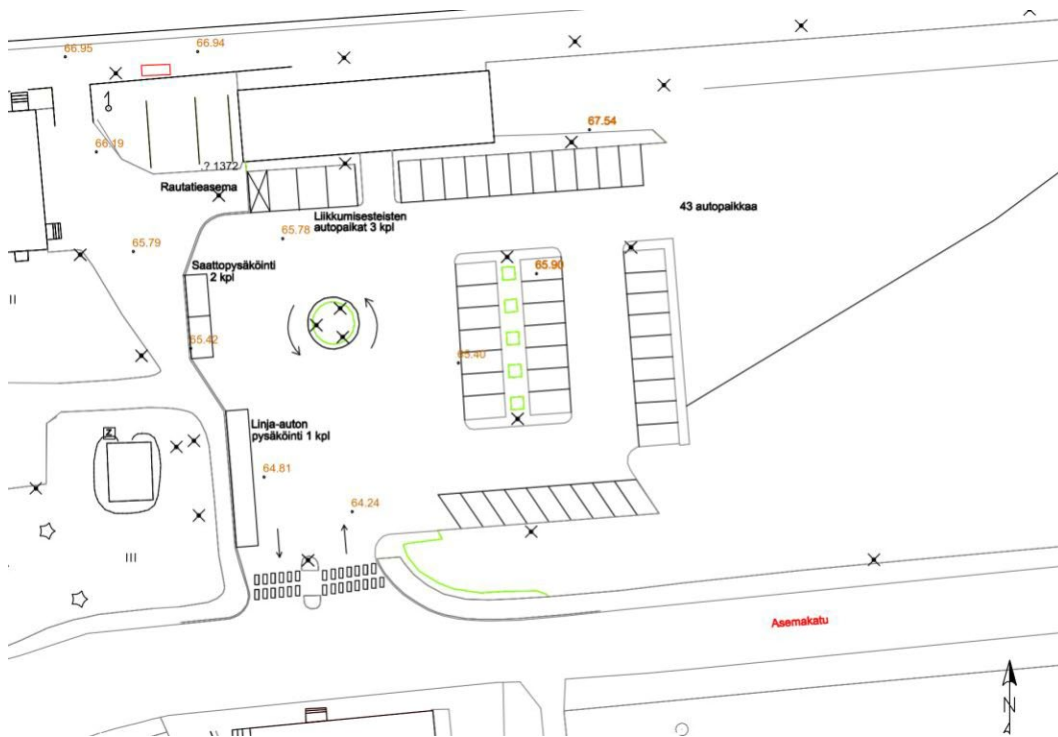 66.95
66.94
67.54
66.19
? 1372
Rautatieasema
43 autopaikkaa
Liikkumisesteisten
autopaikat 3 kpl
65.78
65.79
Saattopysäköinti
2 kpl
65.90
II
65.42
65.40
Linja-auton
pysäköinti 1 kpl
Z
64.81
64.24
III
Asemakatu
N